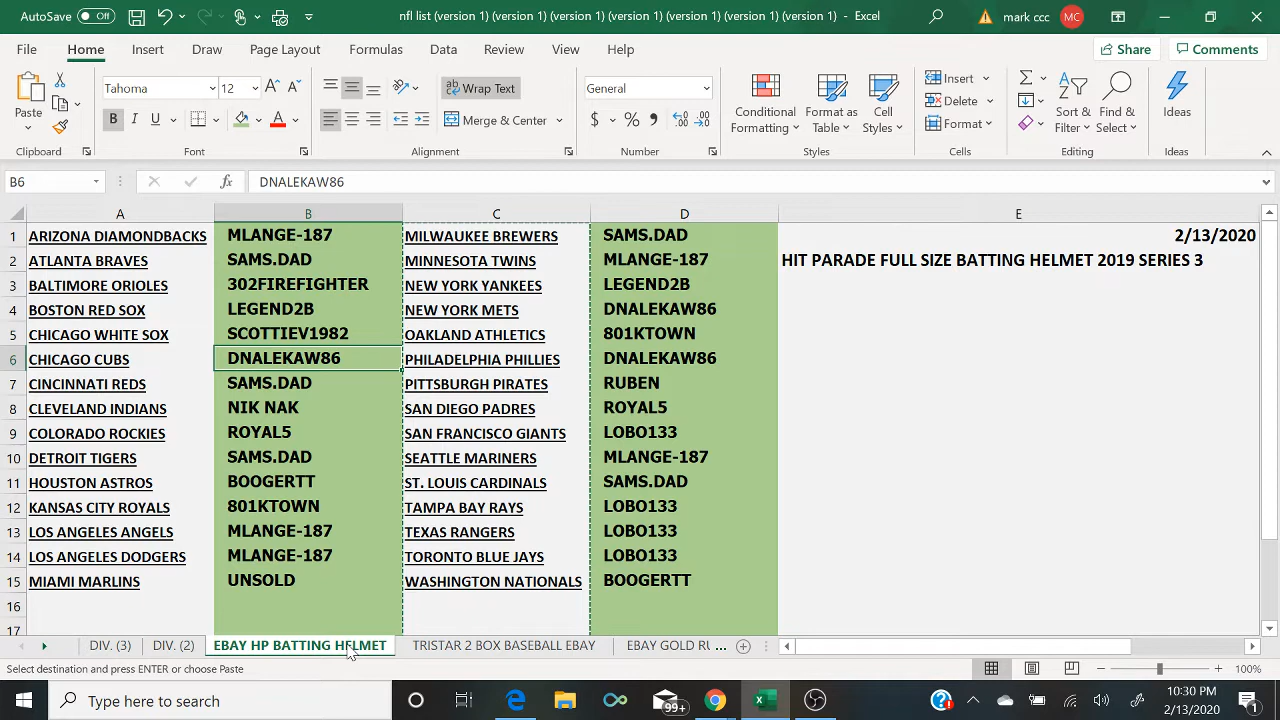 AutoSave Off nfl list (version 1) (version 1) (version 1) (version 1) (version 1) (version 1) - Excel mark ccc MC
File Home Insert Draw Page Layout Formulas Data Review View Help Share Comments
Paste Tahoma 12 Wrap Text General Conditional Formatting Format as Table Cell Styles Insert Delete Format Sort & Filter Find & Select Ideas
B I U A Merge & Center $ % ,
Clipboard Font Alignment Number Styles Cells Editing Ideas
B6 fx DNALEKAW86
A B C D E
1 ARIZONA DIAMONDBACKS MLANGE-187 MILWAUKEE BREWERS SAMS.DAD 2/13/2020
2 ATLANTA BRAVES SAMS.DAD MINNESOTA TWINS MLANGE-187 HIT PARADE FULL SIZE BATTING HELMET 2019 SERIES 3
3 BALTIMORE ORIOLES 302FIREFIGHTER NEW YORK YANKEES LEGEND2B
4 BOSTON RED SOX LEGEND2B NEW YORK METS DNALEKAW86
5 CHICAGO WHITE SOX SCOTTIEV1982 OAKLAND ATHLETICS 801KTOWN
6 CHICAGO CUBS DNALEKAW86 PHILADELPHIA PHILLIES DNALEKAW86
7 CINCINNATI REDS SAMS.DAD PITTSBURGH PIRATES RUBEN
8 CLEVELAND INDIANS NIK NAK SAN DIEGO PADRES ROYAL5
9 COLORADO ROCKIES ROYAL5 SAN FRANCISCO GIANTS LOBO133
10 DETROIT TIGERS SAMS.DAD SEATTLE MARINERS MLANGE-187
11 HOUSTON ASTROS BOOGERTT ST. LOUIS CARDINALS SAMS.DAD
12 KANSAS CITY ROYALS 801KTOWN TAMPA BAY RAYS LOBO133
13 LOS ANGELES ANGELS MLANGE-187 TEXAS RANGERS LOBO133
14 LOS ANGELES DODGERS MLANGE-187 TORONTO BLUE JAYS LOBO133
15 MIAMI MARLINS UNSOLD WASHINGTON NATIONALS BOOGERTT
16
17
DIV. (3) DIV. (2) EBAY HP BATTING HELMET TRISTAR 2 BOX BASEBALL EBAY EBAY GOLD RU ...
Select destination and press ENTER or choose Paste 100%
Type here to search 99+ 10:30 PM
2/13/2020 1